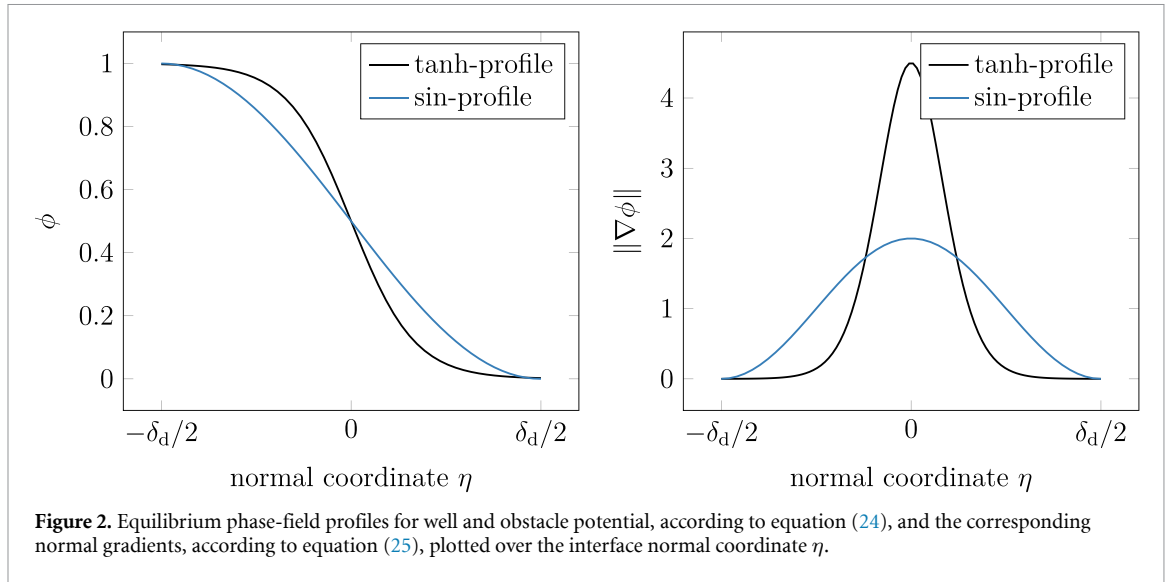 1
0.8
0.6
0.4
0.2
0
ϕ
−δd/2
0
δd/2
normal coordinate η
tanh-profile
sin-profile
4
3
2
1
0
‖∇ϕ‖
−δd/2
0
δd/2
normal coordinate η
tanh-profile
sin-profile
Figure 2. Equilibrium phase-field profiles for well and obstacle potential, according to equation (24), and the corresponding
normal gradients, according to equation (25), plotted over the interface normal coordinate η.